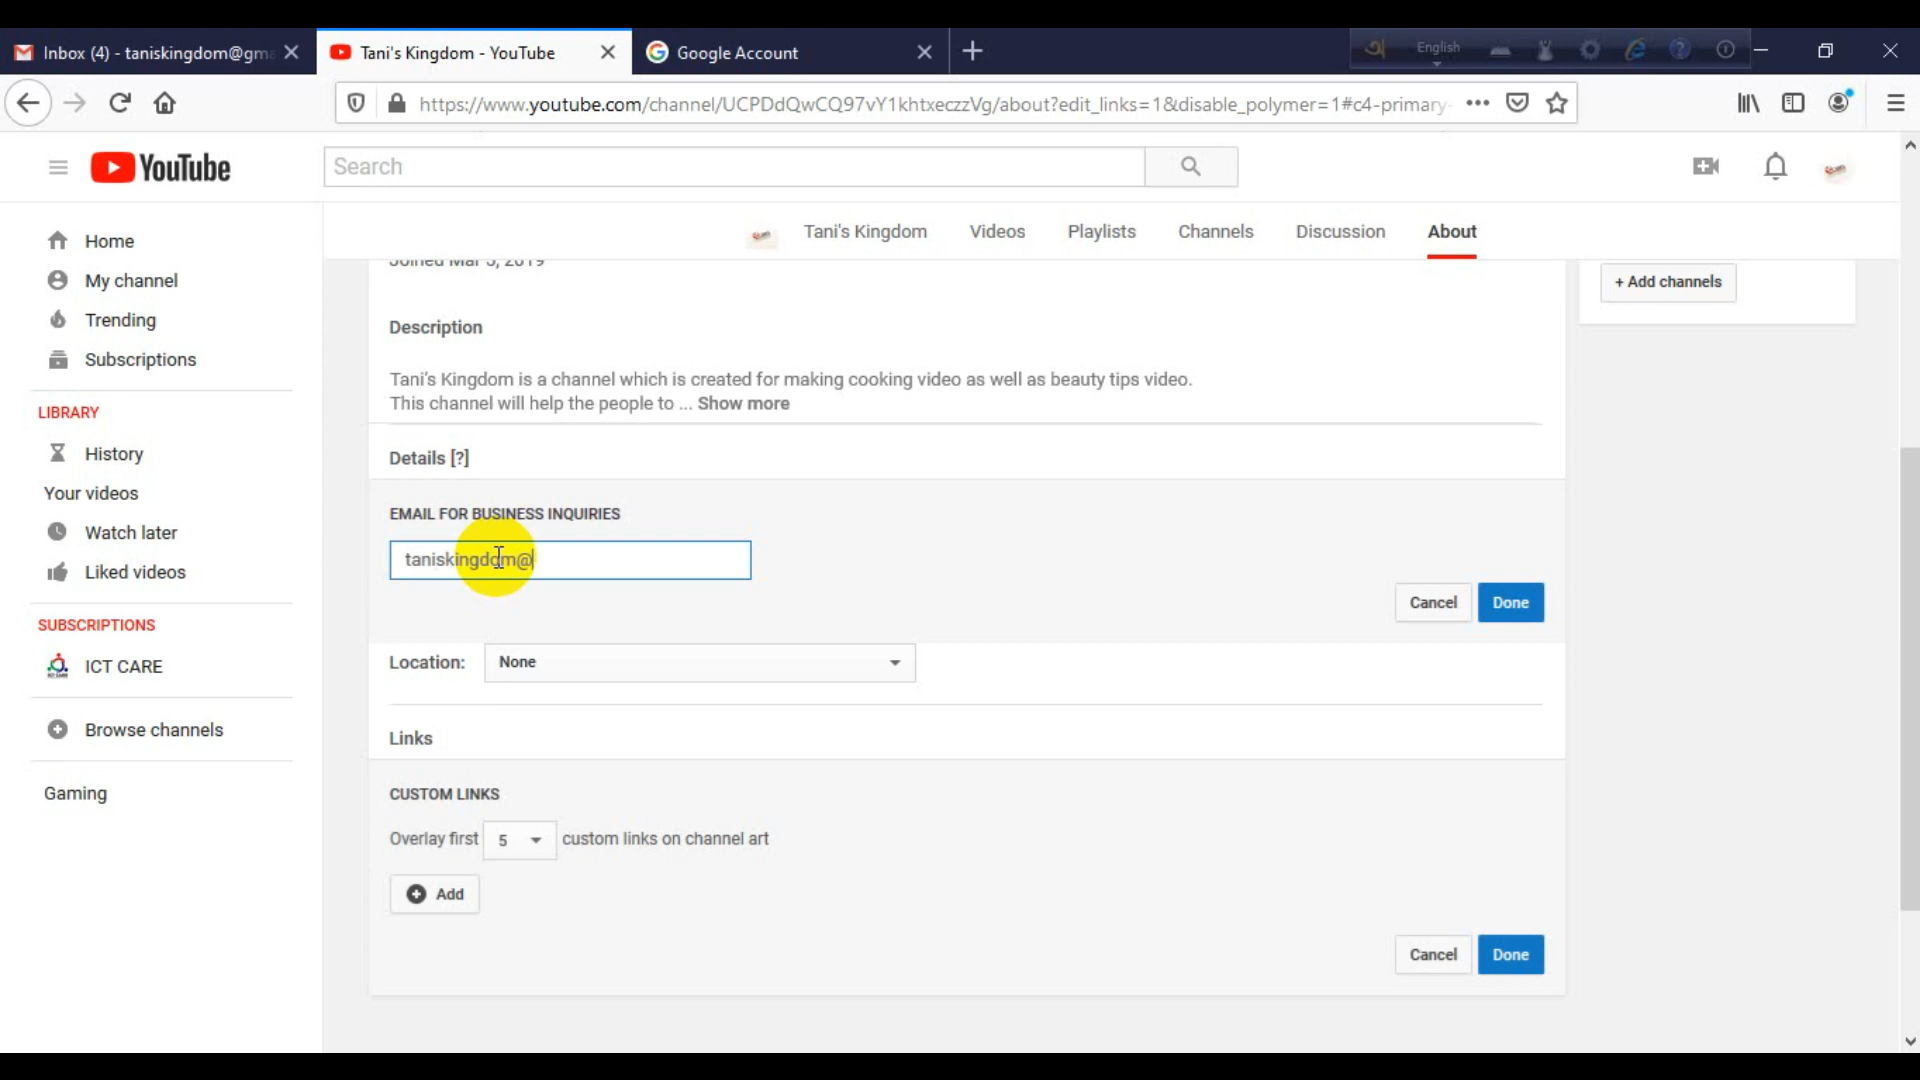 Inbox (4) - taniskingdom@gma
Tani's Kingdom - YouTube
Google Account
English
https://www.youtube.com/channel/UCPDdQwCQ97vY1khtxeczzVg/about?edit_links=1&disable_polymer=1#c4-primary-
YouTube
Search
Home
My channel
Trending
Subscriptions
LIBRARY
History
Your videos
Watch later
Liked videos
SUBSCRIPTIONS
ICT CARE
Browse channels
Gaming
Tani's Kingdom
Videos
Playlists
Channels
Discussion
About
Joined Mar 5, 2019
+ Add channels
Description
Tani's Kingdom is a channel which is created for making cooking video as well as beauty tips video.
This channel will help the people to ... Show more
Details [?]
EMAIL FOR BUSINESS INQUIRIES
taniskingdom@
Cancel
Done
Location:
None
Links
CUSTOM LINKS
Overlay first 5 custom links on channel art
Add
Cancel
Done